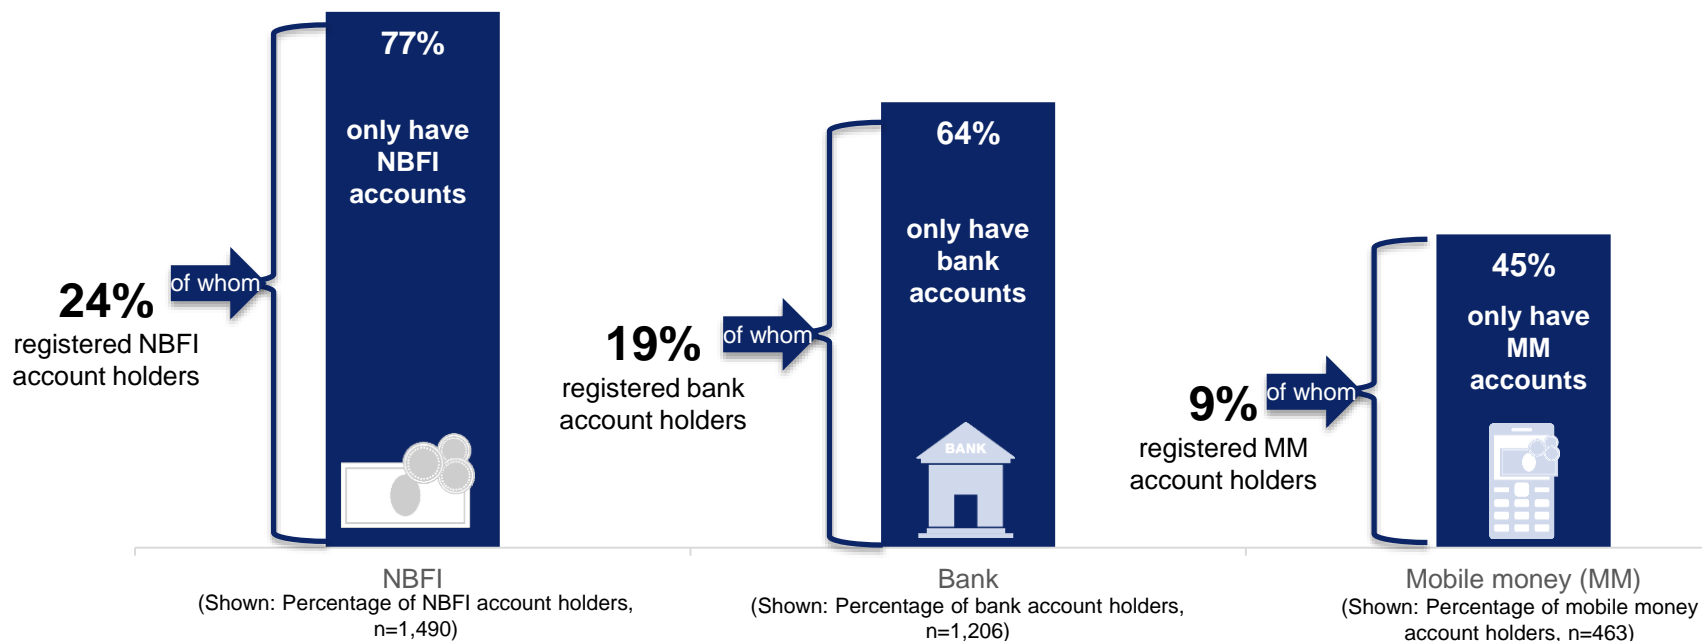 77%
only have
NBFI
accounts
24%
registered NBFI
account holders
of whom
64%
only have
bank
accounts
BANK
19%
registered bank
account holders
of whom
45%
only have
MM
accounts
9%
registered MM
account holders
of whom
NBFI
(Shown: Percentage of NBFI account holders,
n=1,490)
Bank
(Shown: Percentage of bank account holders,
n=1,206)
Mobile money (MM)
(Shown: Percentage of mobile money
account holders, n=463)